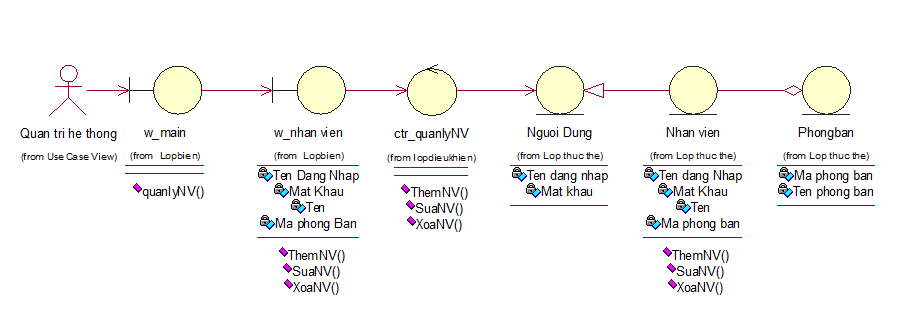 Quan tri he thong
(from Use Case View)
w_main
(from Lopbien)
quanlyNV()
w_nhan vien
(from Lopbien)
Ten Dang Nhap
Mat Khau
Ten
Ma phong Ban
ThemNV()
SuaNV()
XoaNV()
ctr_quanlyNV
(from lopdieukhien)
ThemNV()
SuaNV()
XoaNV()
Nguoi Dung
(from Lop thuc the)
Ten dang nhap
Mat khau
Nhan vien
(from Lop thuc the)
Ten dang Nhap
Mat Khau
Ten
Ma phong ban
ThemNV()
SuaNV()
XoaNV()
Phongban
(from Lop thuc the)
Ma phong ban
Ten phong ban